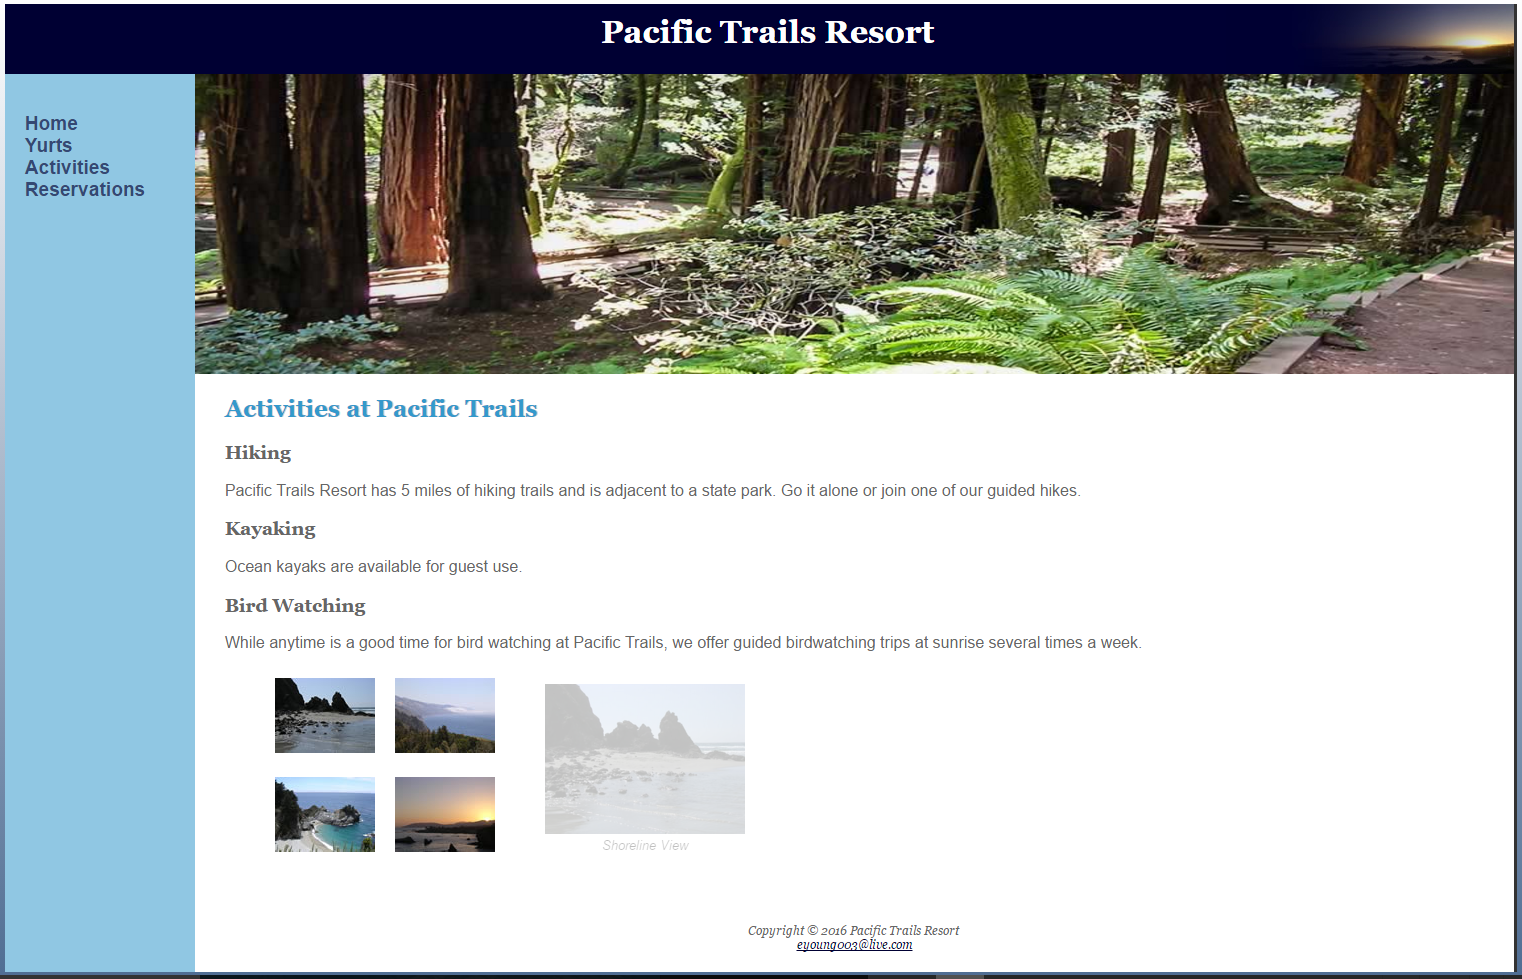 Pacific Trails Resort
Home
Yurts
Activities
Reservations
Activities at Pacific Trails
Hiking
Pacific Trails Resort has 5 miles of hiking trails and is adjacent to a state park. Go it alone or join one of our guided hikes.
Kayaking
Ocean kayaks are available for guest use.
Bird Watching
While anytime is a good time for bird watching at Pacific Trails, we offer guided birdwatching trips at sunrise several times a week.
Shoreline View
Copyright © 2016 Pacific Trails Resort
eyoung003@live.com